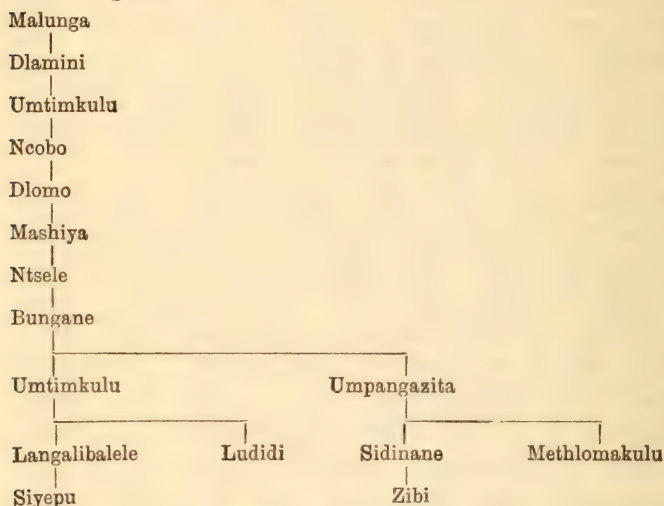 Malunga
Dlamini
Umtimkulu
Ncobo
Dlomo
Mashiya
Ntsele
Bungane
Umtimkulu Umpangazita
Langalibalele Ludidi Sidinane Methlomakulu
Siyepu Zibi